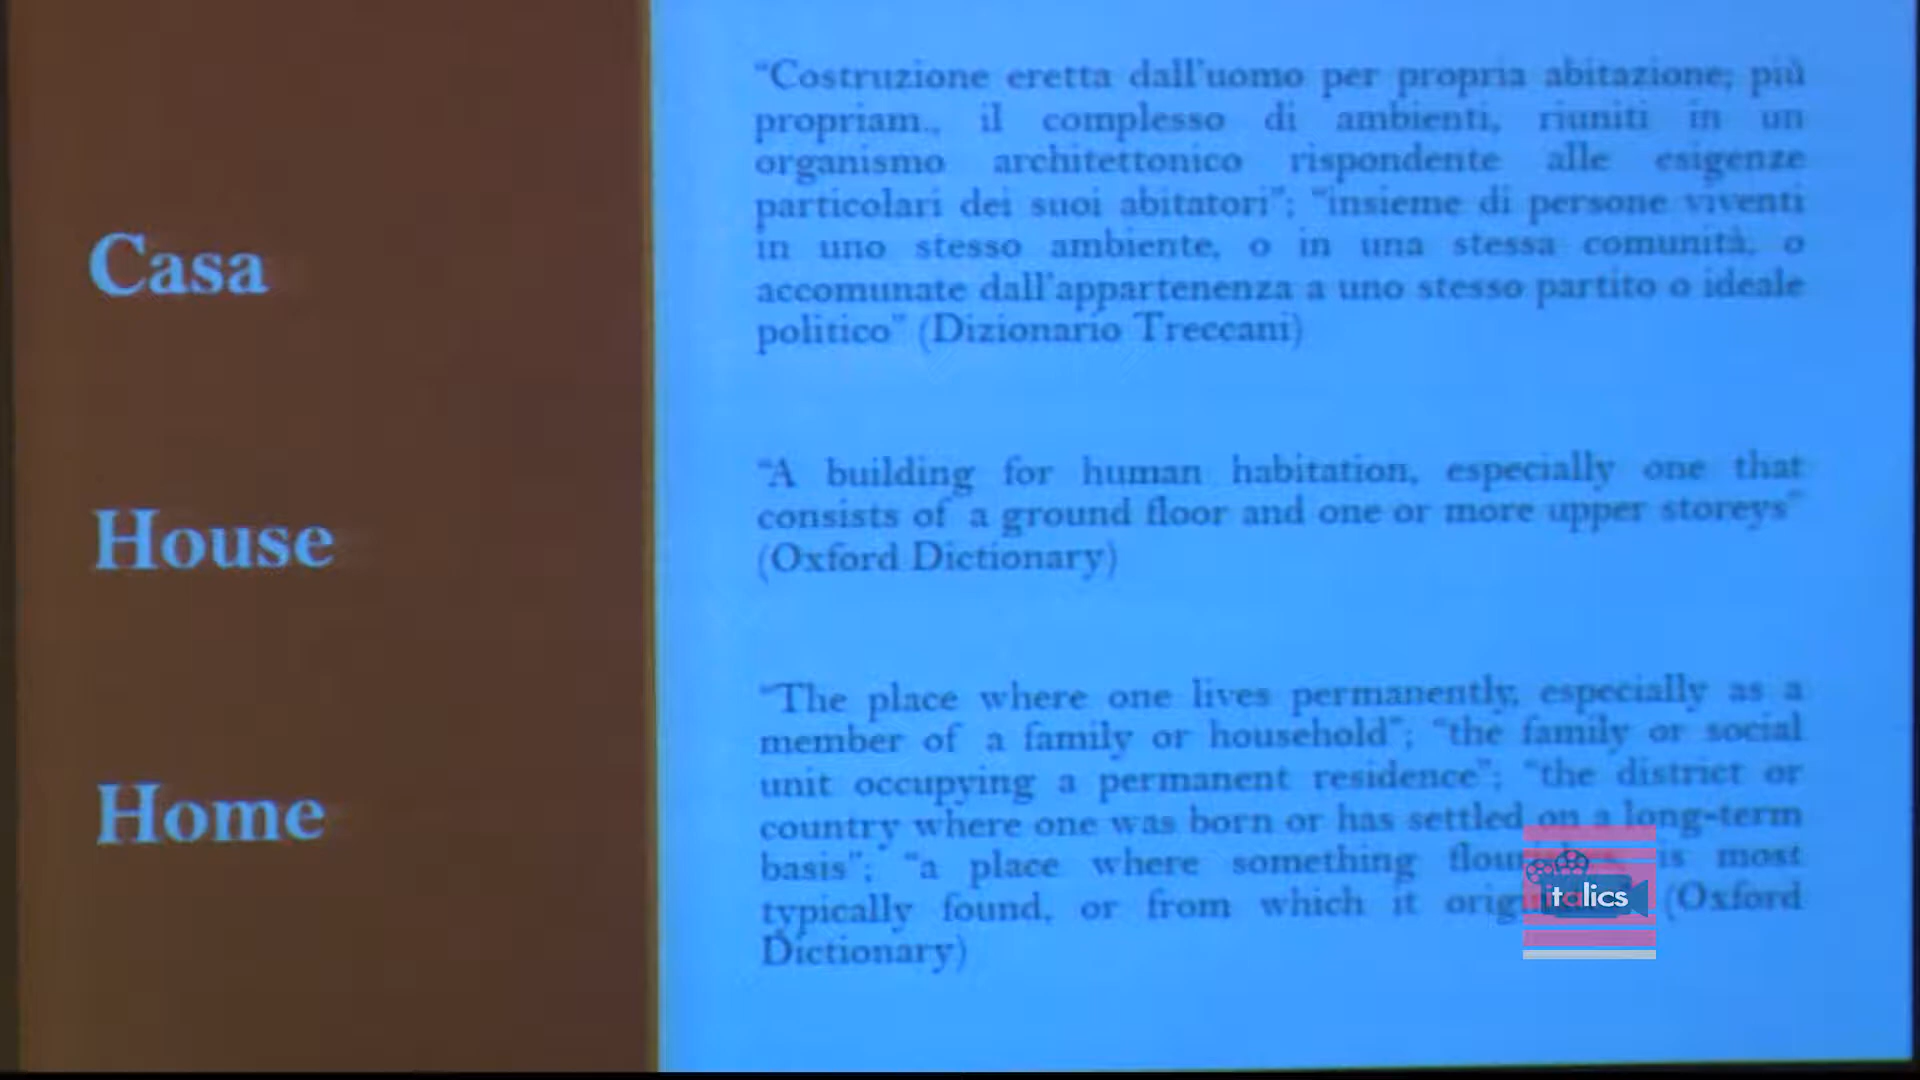 Casa
"Costruzione eretta dall'uomo per propria abitazione; più
propriam., il complesso di ambienti, riuniti in un
organismo architettonico rispondente alle esigenze
particolari dei suoi abitatori"; "insieme di persone viventi
in uno stesso ambiente, o in una stessa comunità, o
accomunate dall'appartenenza a uno stesso partito o ideale
politico" (Dizionario Treccani)
House
"A building for human habitation, especially one that
consists of a ground floor and one or more upper storeys"
(Oxford Dictionary)
Home
"The place where one lives permanently, especially as a
member of a family or household"; "the family or social
unit occupying a permanent residence"; "the district or
country where one was born or has settled on a long-term
basis"; "a place where something is most
typically found, or from which it (Oxford
Dictionary)
italics